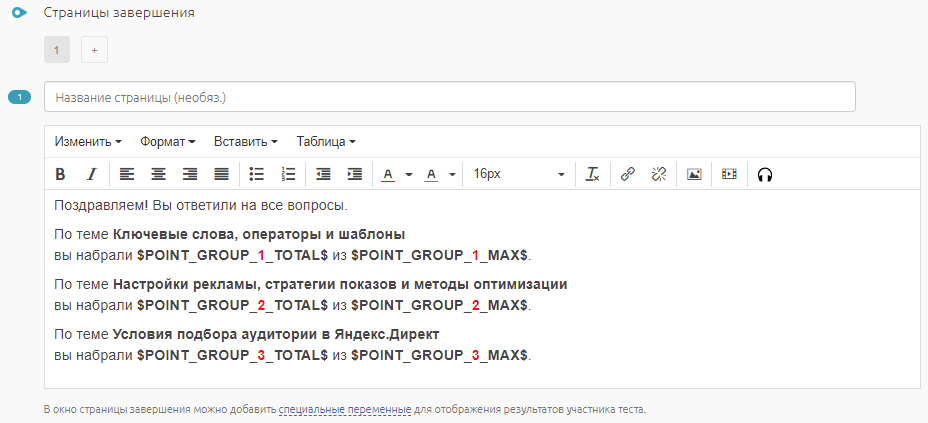 Страницы завершения
1 +
1 Название страницы (необяз.)
Изменить Формат Вставить Таблица
B I A A 16px
Поздравляем! Вы ответили на все вопросы.
По теме Ключевые слова, операторы и шаблоны
вы набрали $POINT_GROUP_1_TOTAL$ из $POINT_GROUP_1_MAX$.
По теме Настройки рекламы, стратегии показов и методы оптимизации
вы набрали $POINT_GROUP_2_TOTAL$ из $POINT_GROUP_2_MAX$.
По теме Условия подбора аудитории в Яндекс.Директ
вы набрали $POINT_GROUP_3_TOTAL$ из $POINT_GROUP_3_MAX$.
В окно страницы завершения можно добавить специальные переменные для отображения результатов участника теста.